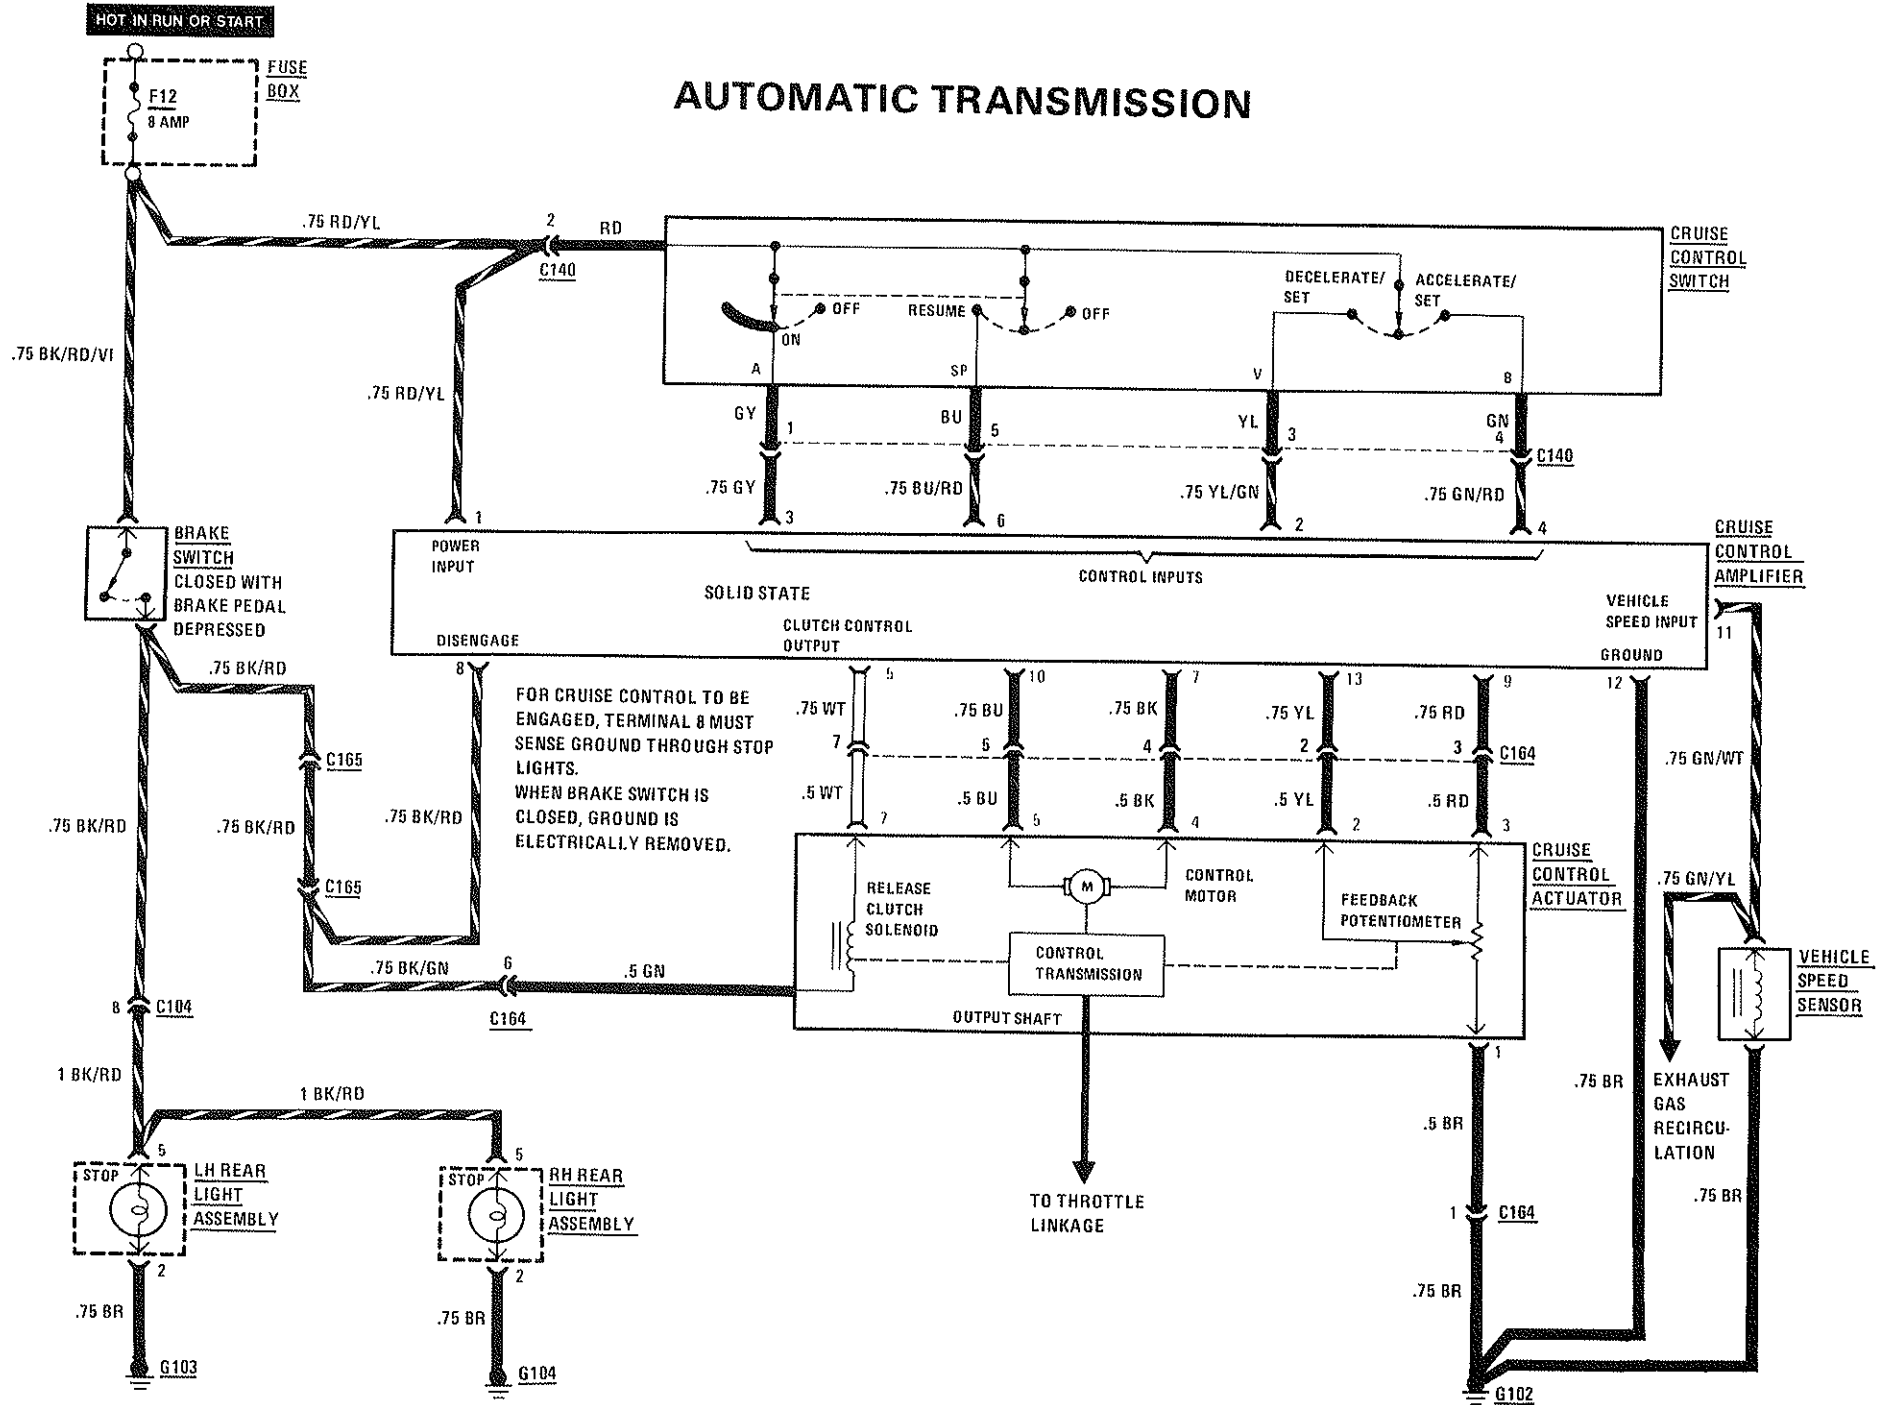 HOT IN RUN OR START
FUSE
BOX
F12
8 AMP
AUTOMATIC TRANSMISSION
.75 RD/YL
2
RD
C140
CRUISE
CONTROL
SWITCH
DECELERATE/
SET
ACCELERATE/
SET
OFF
ON
RESUME
OFF
A
SP
V
B
.75 BK/RD/VI
.75 RD/YL
GY
1
BU
5
YL
3
GN
4
C140
.75 GY
.75 BU/RD
.75 YL/GN
.75 GN/RD
1
3
6
2
4
BRAKE
SWITCH
CLOSED WITH
BRAKE PEDAL
DEPRESSED
POWER
INPUT
CONTROL INPUTS
SOLID STATE
CRUISE
CONTROL
AMPLIFIER
VEHICLE
SPEED INPUT
11
DISENGAGE
CLUTCH CONTROL
OUTPUT
GROUND
8
5
10
7
13
9
12
.75 BK/RD
FOR CRUISE CONTROL TO BE
ENGAGED, TERMINAL 8 MUST
SENSE GROUND THROUGH STOP
LIGHTS.
WHEN BRAKE SWITCH IS
CLOSED, GROUND IS
ELECTRICALLY REMOVED.
.75 WT
.75 BU
.75 BK
.75 YL
.75 RD
7
5
4
2
3
C164
.75 GN/WT
C165
.5 WT
.5 BU
.5 BK
.5 YL
.5 RD
.75 BK/RD
.75 BK/RD
.75 BK/RD
7
5
4
2
3
CRUISE
CONTROL
ACTUATOR
C165
RELEASE
CLUTCH
SOLENOID
M
CONTROL
MOTOR
FEEDBACK
POTENTIOMETER
.75 GN/YL
CONTROL
TRANSMISSION
VEHICLE
SPEED
SENSOR
.75 BK/GN
6
.5 GN
C164
OUTPUT SHAFT
8
C104
1
1 BK/RD
1 BK/RD
.75 BR
EXHAUST
GAS
RECIRCU-
LATION
.5 BR
5
STOP
LH REAR
LIGHT
ASSEMBLY
5
STOP
RH REAR
LIGHT
ASSEMBLY
TO THROTTLE
LINKAGE
1
C164
.75 BR
2
2
.75 BR
.75 BR
.75 BR
G103
G104
G102